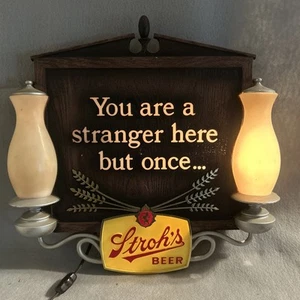 You are a
stranger here
but once...
Stroh's
BEER